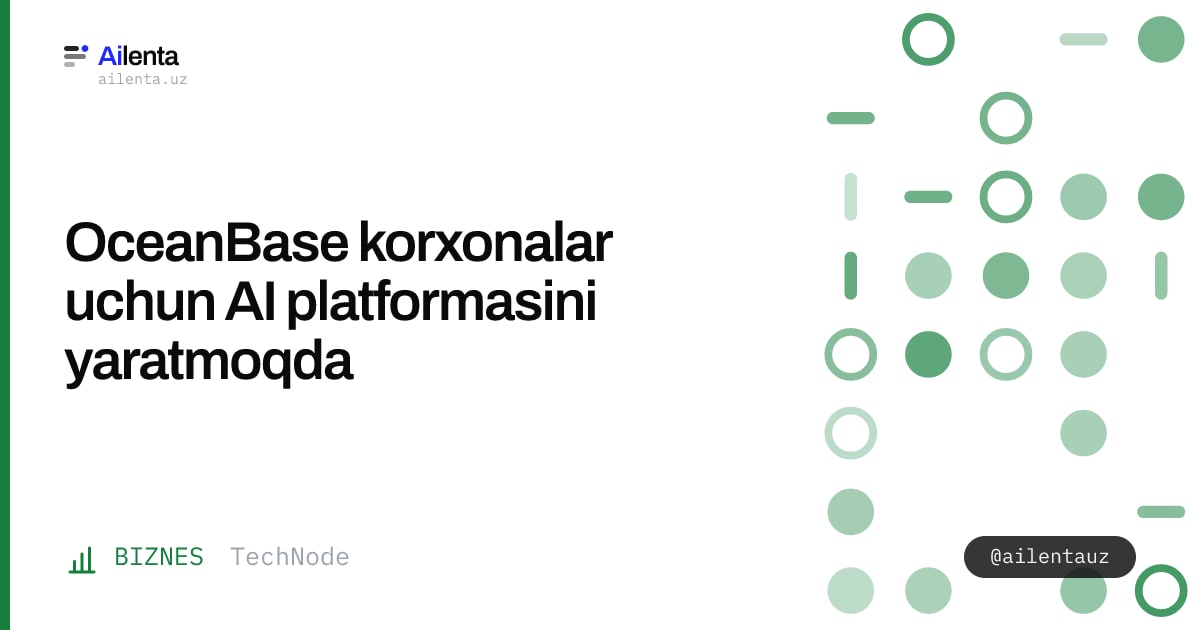 Ailenta
ailenta.uz
OceanBase korxonalar
uchun AI platformasini
yaratmoqda
BIZNES TechNode
@ailentauz